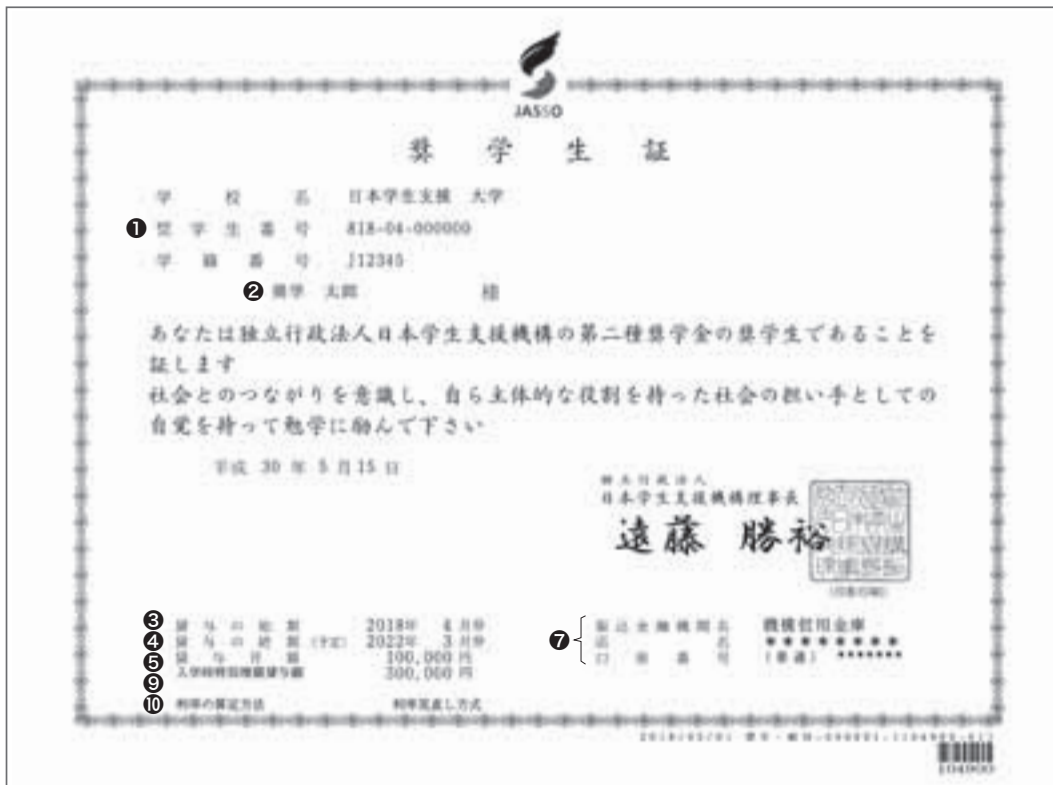 JASSO
奨学生証
学校名 日本学生支援 大学
❶ 奨学生番号 818-04-000000
学籍番号 J12345
❷ 奨学 太郎 様
あなたは独立行政法人日本学生支援機構の第二種奨学金の奨学生であることを
証します
社会とのつながりを意識し、自ら主体的な役割を持った社会の担い手としての
自覚を持って勉学に励んで下さい
平成 30 年 5 月 15 日
独立行政法人
日本学生支援機構理事長
遠藤 勝裕
❸ 貸与の始期 2018年 4月分
❹ 貸与の終期 (予定) 2022年 3月分
❺ 貸与月額 100,000 円
❾ 入学時特別増額貸与額 300,000 円
❿ 利率の算定方法 利率見直し方式
❼ 振込金融機関名 機構信用金庫
店名 ********
口座番号 (普通) *******
104900